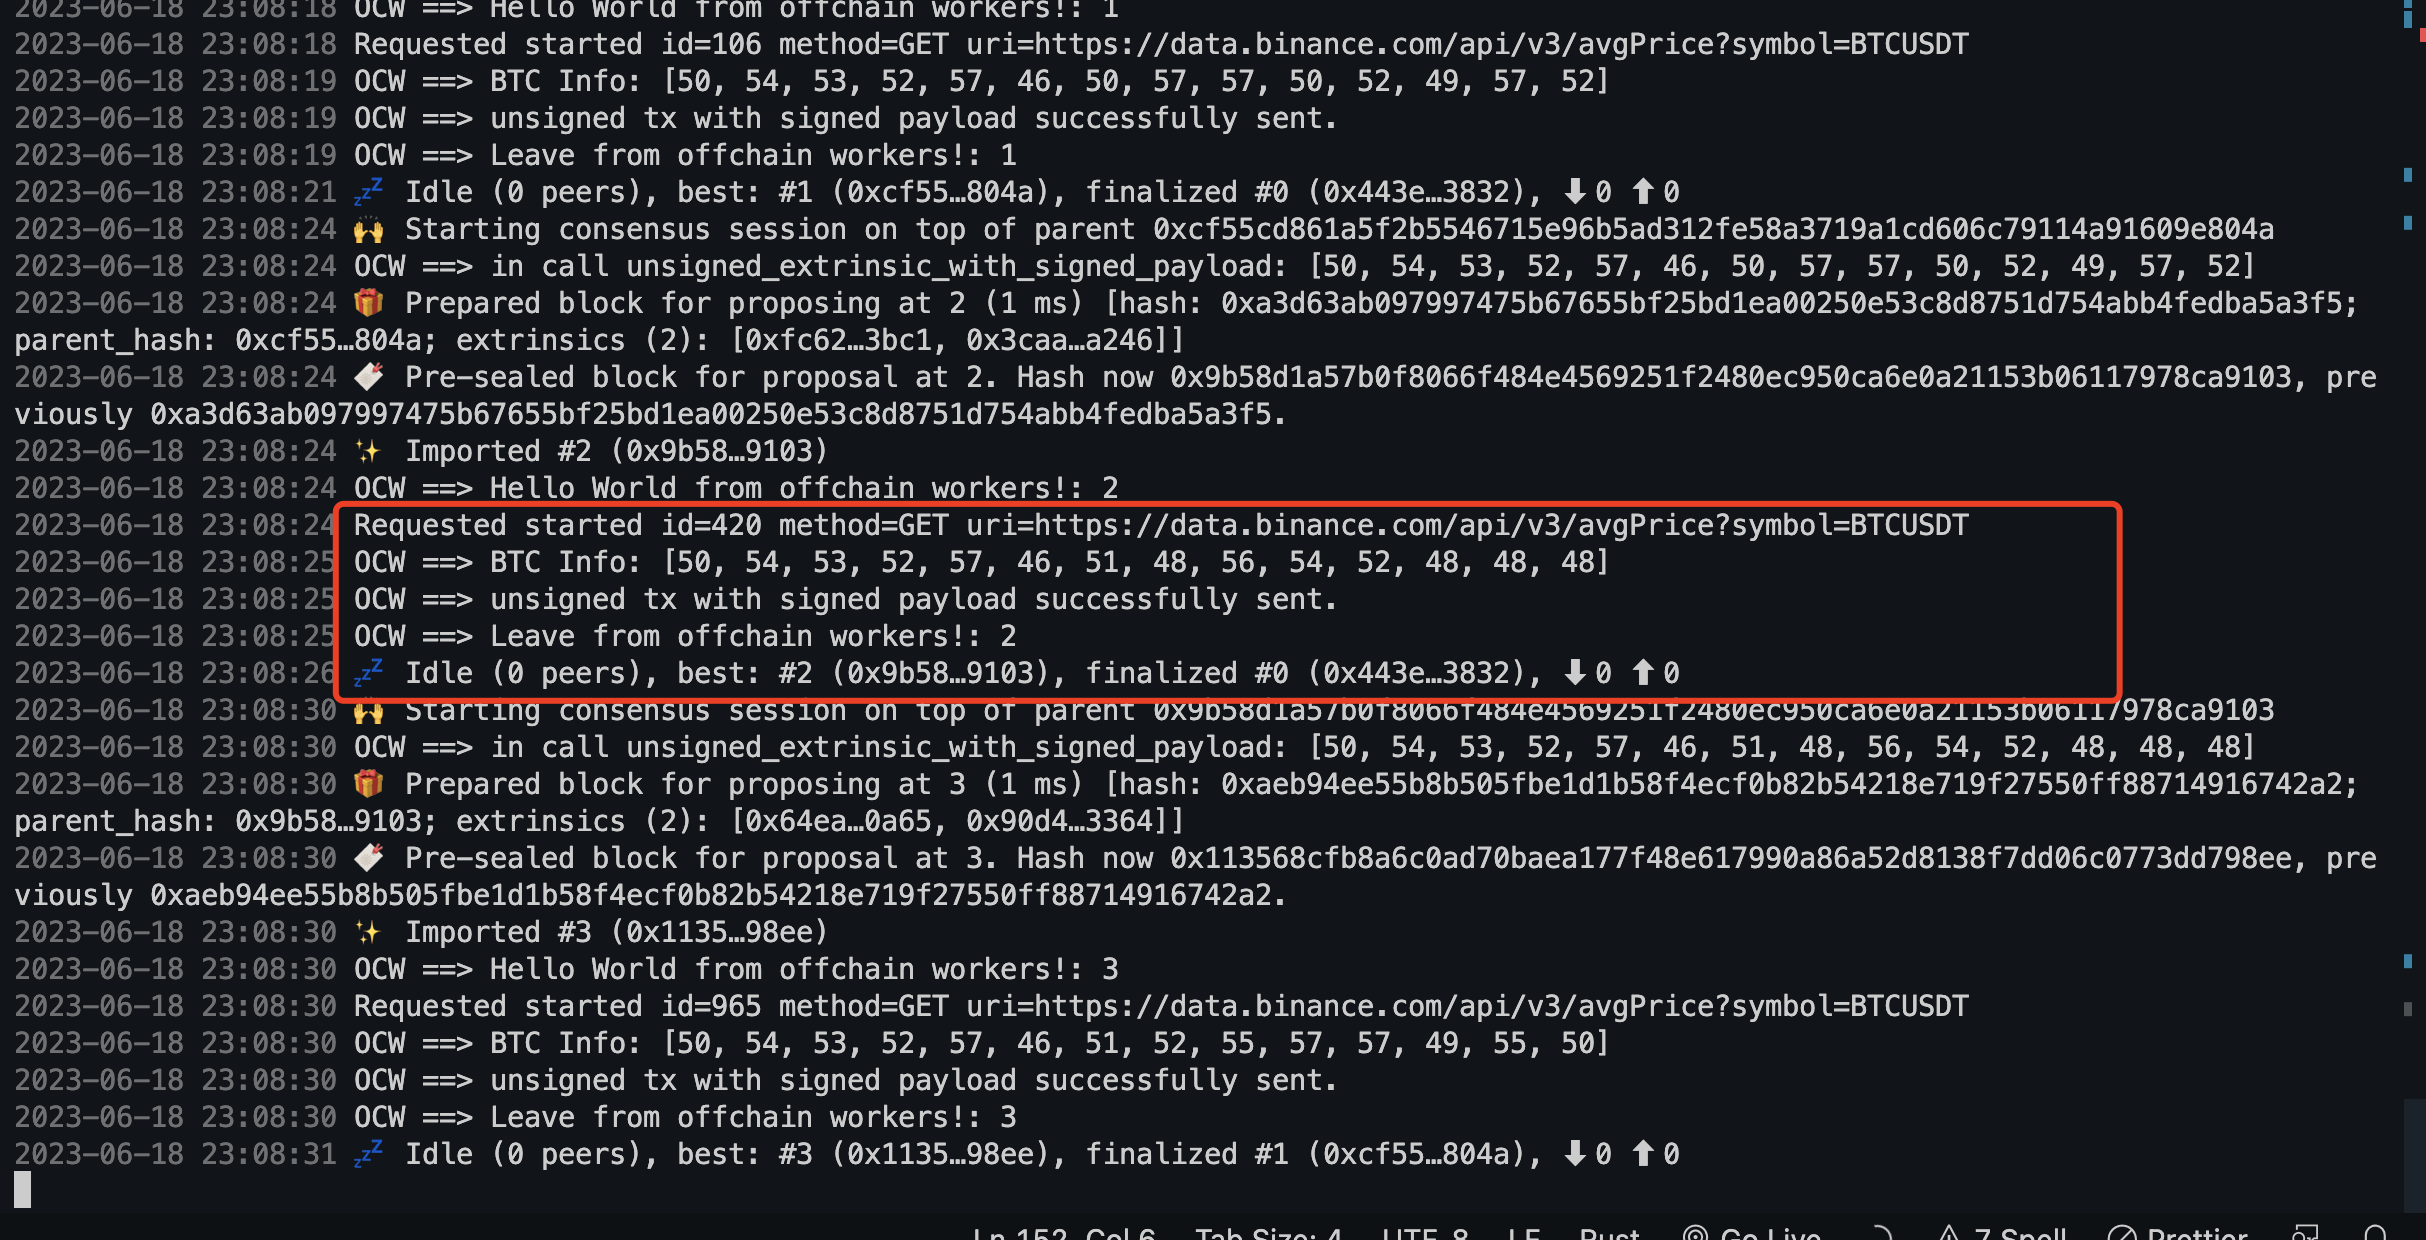 2023-06-18 23:08:18 OCW ==> Hello World from offchain workers!: 1
2023-06-18 23:08:18 Requested started id=106 method=GET uri=https://data.binance.com/api/v3/avgPrice?symbol=BTCUSDT
2023-06-18 23:08:19 OCW ==> BTC Info: [50, 54, 53, 52, 57, 46, 50, 57, 57, 50, 52, 49, 57, 52]
2023-06-18 23:08:19 OCW ==> unsigned tx with signed payload successfully sent.
2023-06-18 23:08:19 OCW ==> Leave from offchain workers!: 1
2023-06-18 23:08:21 💤 Idle (0 peers), best: #1 (0xcf55…804a), finalized #0 (0x443e…3832), ⬇ 0 ⬆ 0
2023-06-18 23:08:24 🙌 Starting consensus session on top of parent 0xcf55cd861a5f2b5546715e96b5ad312fe58a3719a1cd606c79114a91609e804a
2023-06-18 23:08:24 OCW ==> in call unsigned_extrinsic_with_signed_payload: [50, 54, 53, 52, 57, 46, 50, 57, 57, 50, 52, 49, 57, 52]
2023-06-18 23:08:24 🎁 Prepared block for proposing at 2 (1 ms) [hash: 0xa3d63ab097997475b67655bf25bd1ea00250e53c8d8751d754abb4fedba5a3f5;
parent_hash: 0xcf55…804a; extrinsics (2): [0xfc62…3bc1, 0x3caa…a246]]
2023-06-18 23:08:24 🔖 Pre-sealed block for proposal at 2. Hash now 0x9b58d1a57b0f8066f484e4569251f2480ec950ca6e0a21153b06117978ca9103, pre
viously 0xa3d63ab097997475b67655bf25bd1ea00250e53c8d8751d754abb4fedba5a3f5.
2023-06-18 23:08:24 ✨ Imported #2 (0x9b58…9103)
2023-06-18 23:08:24 OCW ==> Hello World from offchain workers!: 2
2023-06-18 23:08:24 Requested started id=420 method=GET uri=https://data.binance.com/api/v3/avgPrice?symbol=BTCUSDT
2023-06-18 23:08:25 OCW ==> BTC Info: [50, 54, 53, 52, 57, 46, 51, 48, 56, 54, 52, 48, 48, 48]
2023-06-18 23:08:25 OCW ==> unsigned tx with signed payload successfully sent.
2023-06-18 23:08:25 OCW ==> Leave from offchain workers!: 2
2023-06-18 23:08:26 💤 Idle (0 peers), best: #2 (0x9b58…9103), finalized #0 (0x443e…3832), ⬇ 0 ⬆ 0
2023-06-18 23:08:30 🙌 Starting consensus session on top of parent 0x9b58d1a57b0f8066f484e4569251f2480ec950ca6e0a21153b06117978ca9103
2023-06-18 23:08:30 OCW ==> in call unsigned_extrinsic_with_signed_payload: [50, 54, 53, 52, 57, 46, 51, 48, 56, 54, 52, 48, 48, 48]
2023-06-18 23:08:30 🎁 Prepared block for proposing at 3 (1 ms) [hash: 0xaeb94ee55b8b505fbe1d1b58f4ecf0b82b54218e719f27550ff88714916742a2;
parent_hash: 0x9b58…9103; extrinsics (2): [0x64ea…0a65, 0x90d4…3364]]
2023-06-18 23:08:30 🔖 Pre-sealed block for proposal at 3. Hash now 0x113568cfb8a6c0ad70baea177f48e617990a86a52d8138f7dd06c0773dd798ee, pre
viously 0xaeb94ee55b8b505fbe1d1b58f4ecf0b82b54218e719f27550ff88714916742a2.
2023-06-18 23:08:30 ✨ Imported #3 (0x1135…98ee)
2023-06-18 23:08:30 OCW ==> Hello World from offchain workers!: 3
2023-06-18 23:08:30 Requested started id=965 method=GET uri=https://data.binance.com/api/v3/avgPrice?symbol=BTCUSDT
2023-06-18 23:08:30 OCW ==> BTC Info: [50, 54, 53, 52, 57, 46, 51, 52, 55, 57, 57, 49, 55, 50]
2023-06-18 23:08:30 OCW ==> unsigned tx with signed payload successfully sent.
2023-06-18 23:08:30 OCW ==> Leave from offchain workers!: 3
2023-06-18 23:08:31 💤 Idle (0 peers), best: #3 (0x1135…98ee), finalized #1 (0xcf55…804a), ⬇ 0 ⬆ 0
Ln 152, Col 6 Tab Size: 4 UTF-8 LF Rust Go Live 7 Spell Prettier